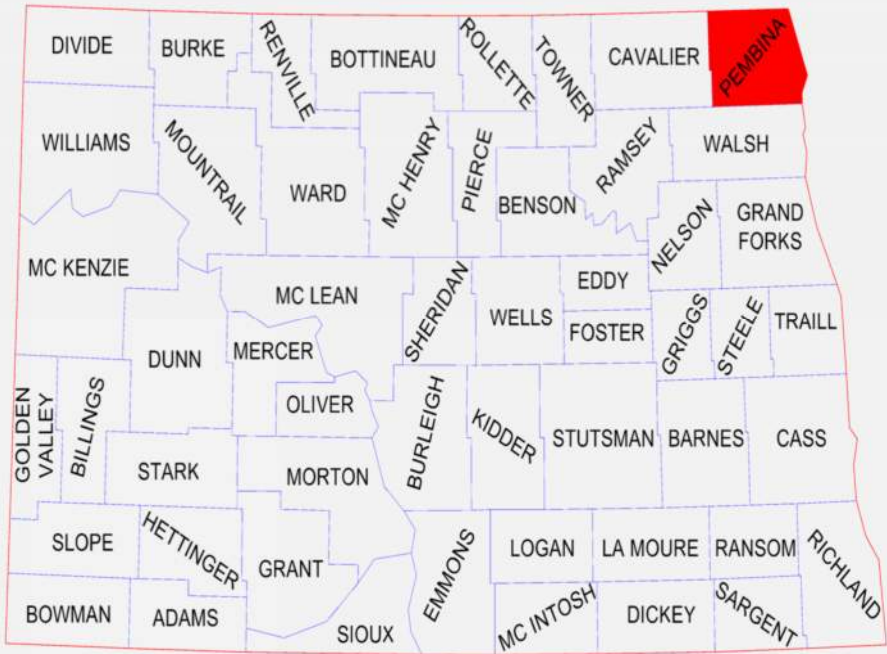 DIVIDE
BURKE
RENVILLE
BOTTINEAU
ROLLETTE
TOWNER
CAVALIER
PEMBINA
WILLIAMS
MOUNTRAIL
WARD
MC HENRY
PIERCE
BENSON
RAMSEY
WALSH
NELSON
GRAND
FORKS
MC KENZIE
MC LEAN
SHERIDAN
WELLS
EDDY
FOSTER
GRIGGS
STEELE
TRAILL
DUNN
MERCER
OLIVER
GOLDEN
VALLEY
BILLINGS
STARK
MORTON
BURLEIGH
KIDDER
STUTSMAN
BARNES
CASS
SLOPE
HETTINGER
GRANT
EMMONS
LOGAN
LA MOURE
RANSOM
RICHLAND
BOWMAN
ADAMS
SIOUX
MC INTOSH
DICKEY
SARGENT